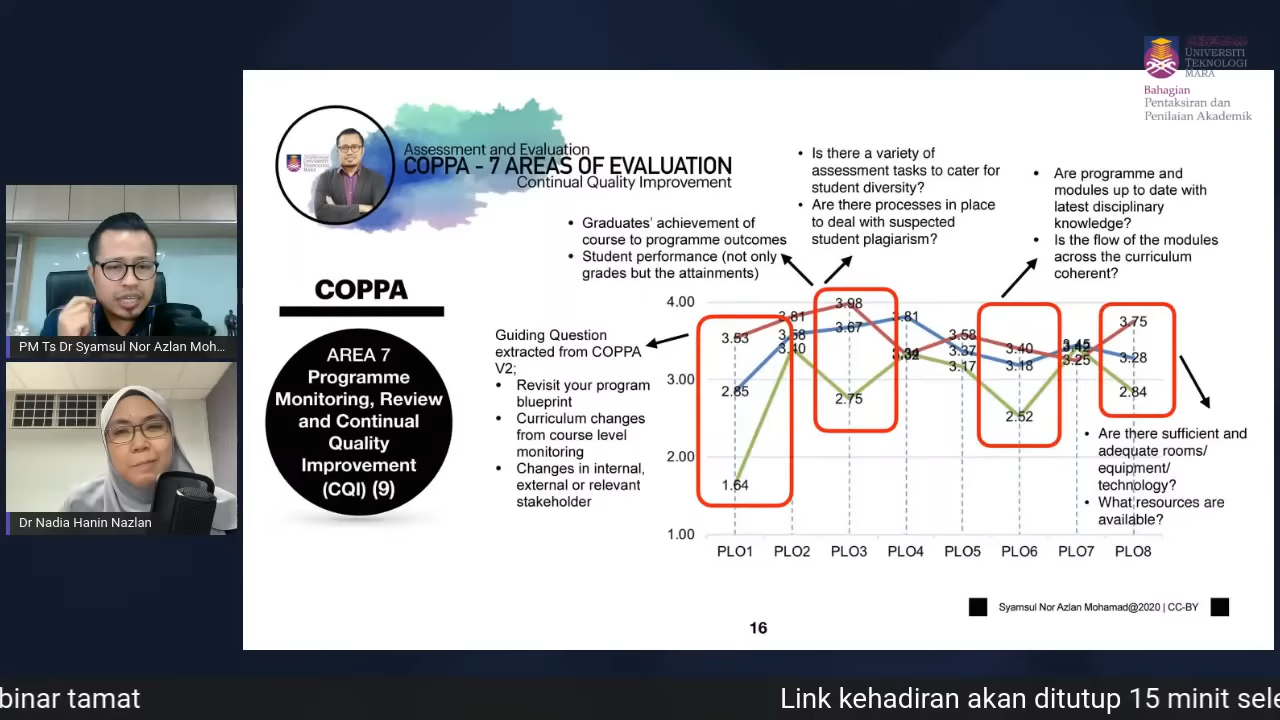 UNIVERSITI
TEKNOLOGI
MARA
Bahagian
Pentaksiran dan
Penilaian Akademik
UNIVERSITI
TEKNOLOGI
MARA
Assessment and Evaluation
COPPA - 7 AREAS OF EVALUATION
Continual Quality Improvement
• Is there a variety of
assessment tasks to cater for
student diversity?
• Are there processes in place
to deal with suspected
student plagiarism?
• Are programme and
modules up to date with
latest disciplinary
knowledge?
• Is the flow of the modules
across the curriculum
coherent?
• Graduates' achievement of
course to programme outcomes
• Student performance (not only
grades but the attainments)
COPPA
AREA 7
Programme
Monitoring, Review
and Continual
Quality
Improvement
(CQI) (9)
Guiding Question
extracted from COPPA
V2;
• Revisit your program
blueprint
• Curriculum changes
from course level
monitoring
• Changes in internal,
external or relevant
stakeholder
4.00
3.00
2.00
1.00
3.53
2.85
1.64
3.81
3.58
3.40
3.98
3.67
2.75
3.81
3.58
3.37
3.17
3.40
3.18
2.52
3.45
3.25
3.75
3.28
2.84
PLO1 PLO2 PLO3 PLO4 PLO5 PLO6 PLO7 PLO8
• Are there sufficient and
adequate rooms/
equipment/
technology?
• What resources are
available?
Syamsul Nor Azlan Mohamad@2020 | CC-BY
16
PM Ts Dr Syamsul Nor Azlan Moh...
Dr Nadia Hanin Nazlan
binar tamat
Link kehadiran akan ditutup 15 minit sele